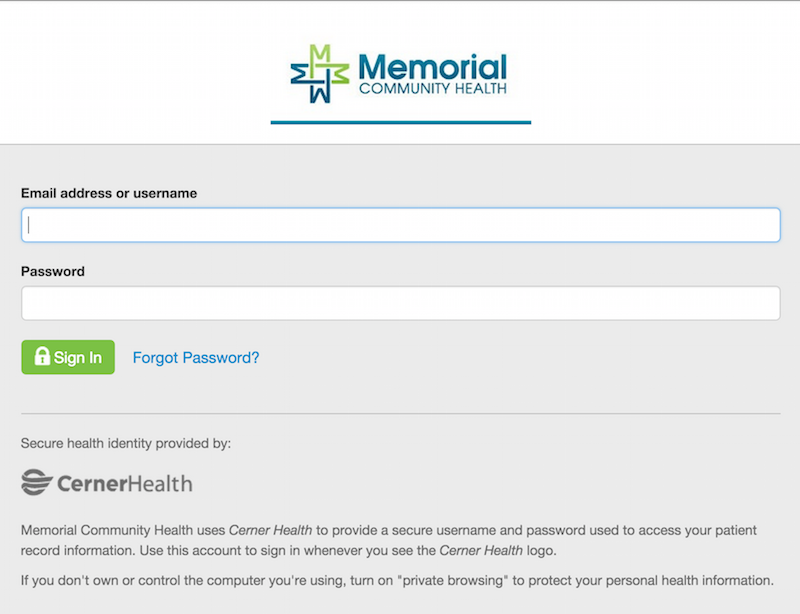 Memorial
COMMUNITY HEALTH
Email address or username
Password
Sign In Forgot Password?
Secure health identity provided by:
CernerHealth
Memorial Community Health uses Cerner Health to provide a secure username and password used to access your patient
record information. Use this account to sign in whenever you see the Cerner Health logo.
If you don't own or control the computer you're using, turn on "private browsing" to protect your personal health information.